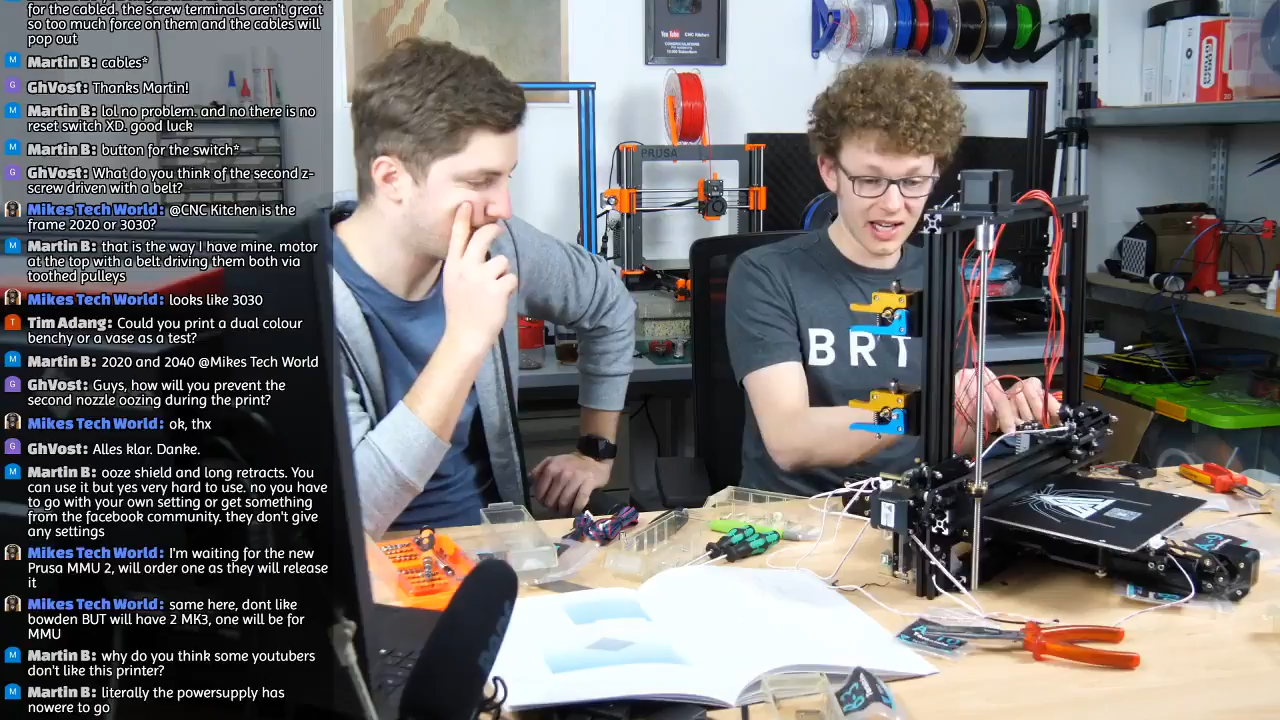 for the cabled. the screw terminals aren't great
so too much force on them and the cables will
pop out
M Martin B: cables*
G GhVost: Thanks Martin!
M Martin B: lol no problem. and no there is no
reset switch XD. good luck
M Martin B: button for the switch*
G GhVost: What do you think of the second z-
screw driven with a belt?
Mikes Tech World: @CNC Kitchen is the
frame 2020 or 3030?
M Martin B: that is the way I have mine. motor
at the top with a belt driving them both via
toothed pulleys
Mikes Tech World: looks like 3030
T Tim Adang: Could you print a dual colour
benchy or a vase as a test?
M Martin B: 2020 and 2040 @Mikes Tech World
G GhVost: Guys, how will you prevent the
second nozzle oozing during the print?
Mikes Tech World: ok, thx
G GhVost: Alles klar. Danke.
M Martin B: ooze shield and long retracts. You
can use it but yes very hard to use. no you have
to go with your own setting or get something
from the facebook community. they don't give
any settings
Mikes Tech World: I'm waiting for the new
Prusa MMU 2, will order one as they will release
it
Mikes Tech World: same here, dont like
bowden BUT will have 2 MK3, one will be for
MMU
M Martin B: why do you think some youtubers
don't like this printer?
M Martin B: literally the powersupply has
nowere to go
YouTube CNC Kitchen
PRUSA
BRT